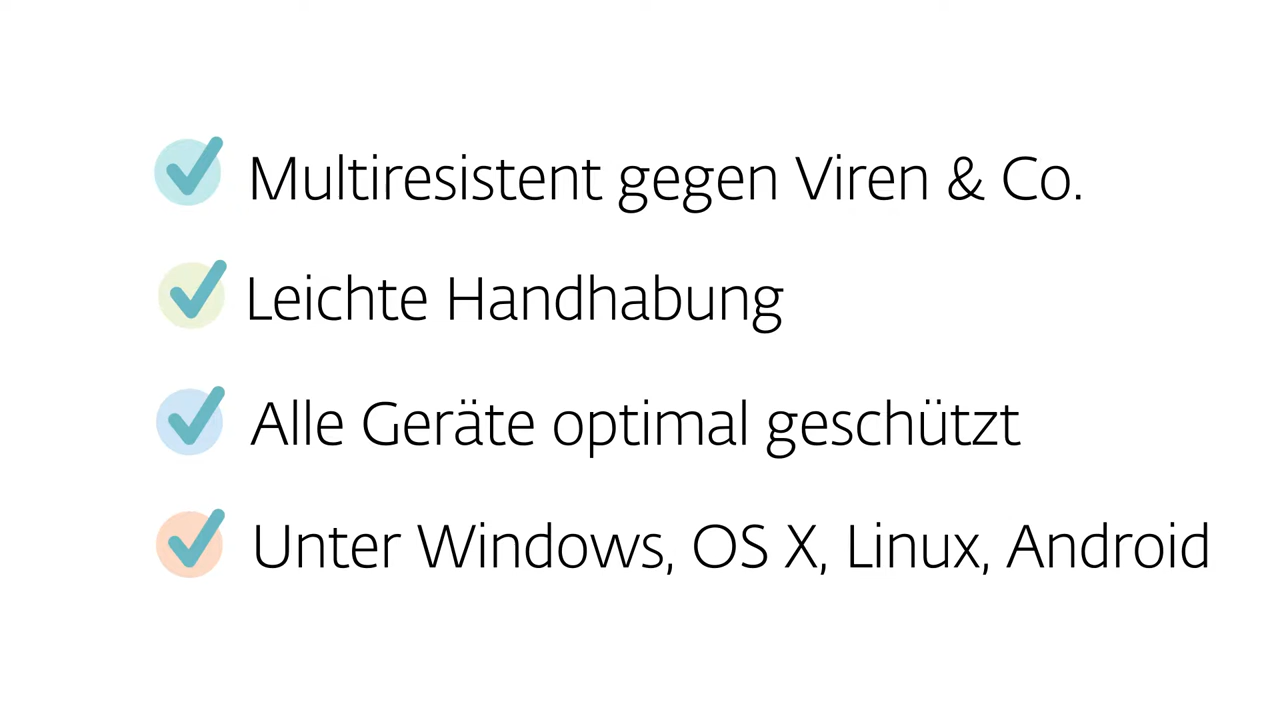 Multiresistent gegen Viren & Co.
Leichte Handhabung
Alle Geräte optimal geschützt
Unter Windows, OS X, Linux, Android